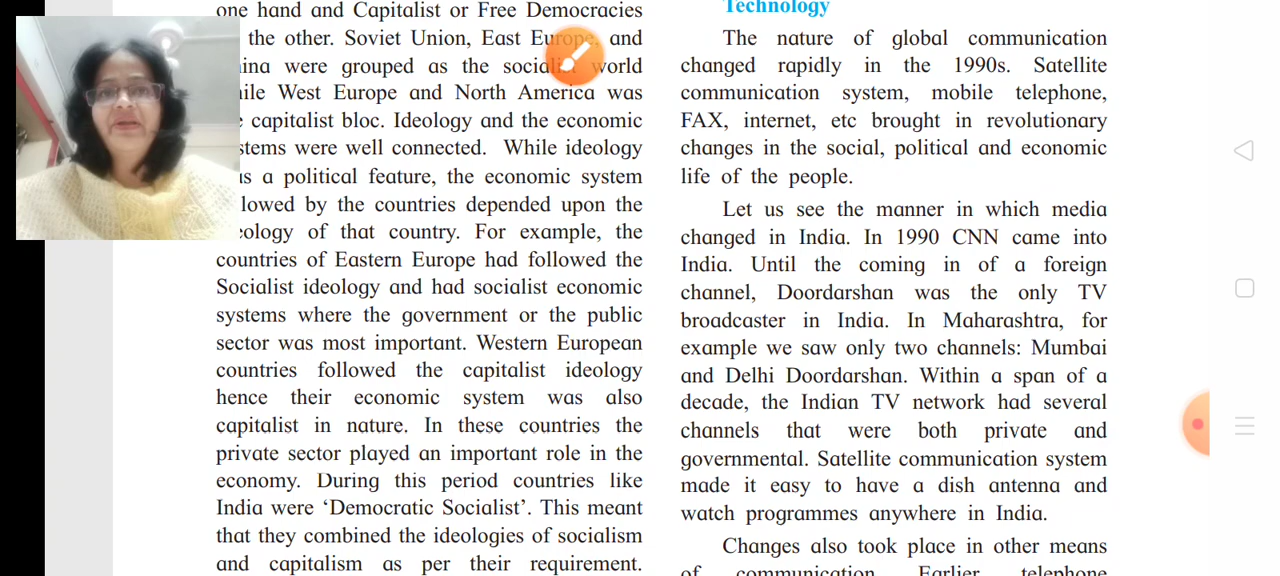 one hand and Capitalist or Free Democracies
the other. Soviet Union, East Europe, and
were grouped as the socialist world
West Europe and North America was
capitalist bloc. Ideology and the economic
were well connected. While ideology
a political feature, the economic system
by the countries depended upon the
of that country. For example, the
countries of Eastern Europe had followed the
Socialist ideology and had socialist economic
systems where the government or the public
sector was most important. Western European
countries followed the capitalist ideology
hence their economic system was also
capitalist in nature. In these countries the
private sector played an important role in the
economy. During this period countries like
India were ‘Democratic Socialist’. This meant
that they combined the ideologies of socialism
and capitalism as per their requirement.
Technology
The nature of global communication
changed rapidly in the 1990s. Satellite
communication system, mobile telephone,
FAX, internet, etc brought in revolutionary
changes in the social, political and economic
life of the people.
Let us see the manner in which media
changed in India. In 1990 CNN came into
India. Until the coming in of a foreign
channel, Doordarshan was the only TV
broadcaster in India. In Maharashtra, for
example we saw only two channels: Mumbai
and Delhi Doordarshan. Within a span of a
decade, the Indian TV network had several
channels that were both private and
governmental. Satellite communication system
made it easy to have a dish antenna and
watch programmes anywhere in India.
Changes also took place in other means
of communication. Earlier telephone